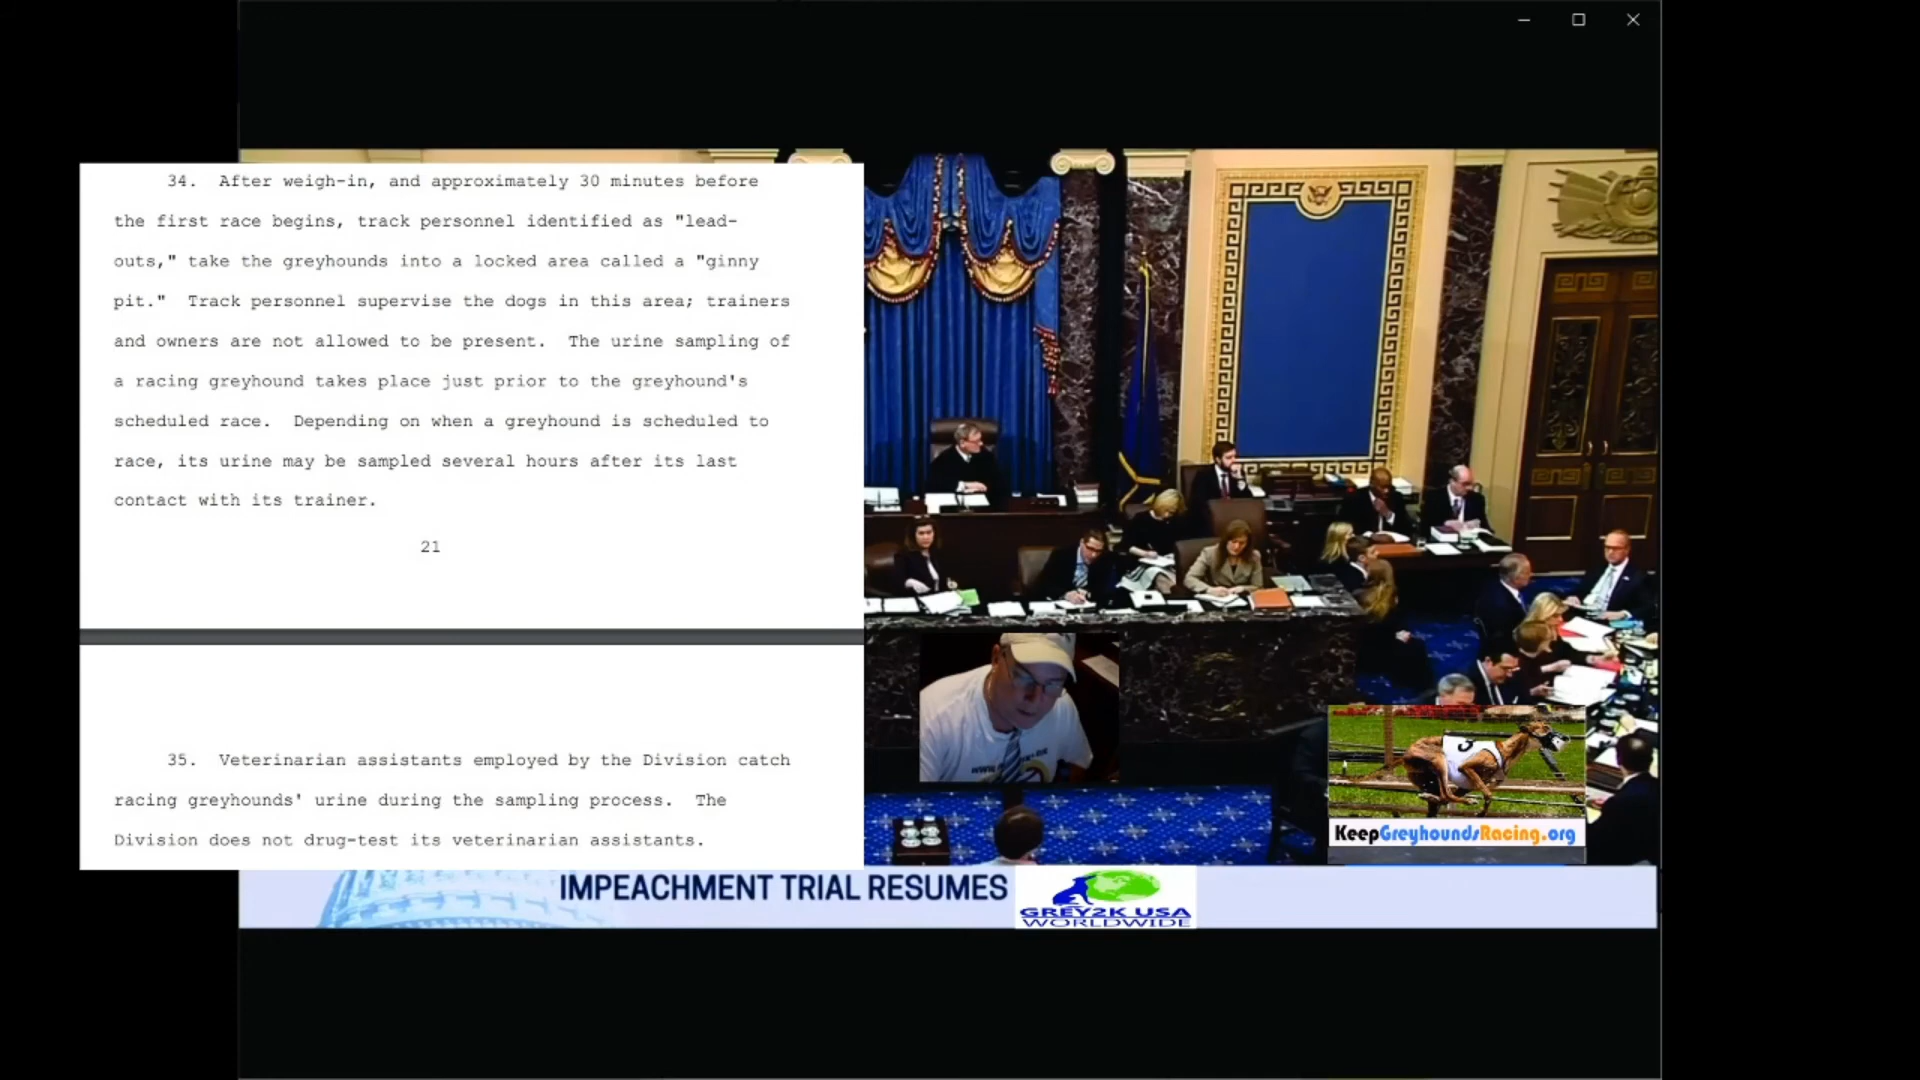 34.  After weigh-in, and approximately 30 minutes before
the first race begins, track personnel identified as "lead-
outs," take the greyhounds into a locked area called a "ginny
pit."  Track personnel supervise the dogs in this area; trainers
and owners are not allowed to be present.  The urine sampling of
a racing greyhound takes place just prior to the greyhound's
scheduled race.  Depending on when a greyhound is scheduled to
race, its urine may be sampled several hours after its last
contact with its trainer.
21
35.  Veterinarian assistants employed by the Division catch
racing greyhounds' urine during the sampling process.  The
Division does not drug-test its veterinarian assistants.
3
KeepGreyhoundsRacing.org
IMPEACHMENT TRIAL RESUMES
GREY2K USA
WORLDWIDE